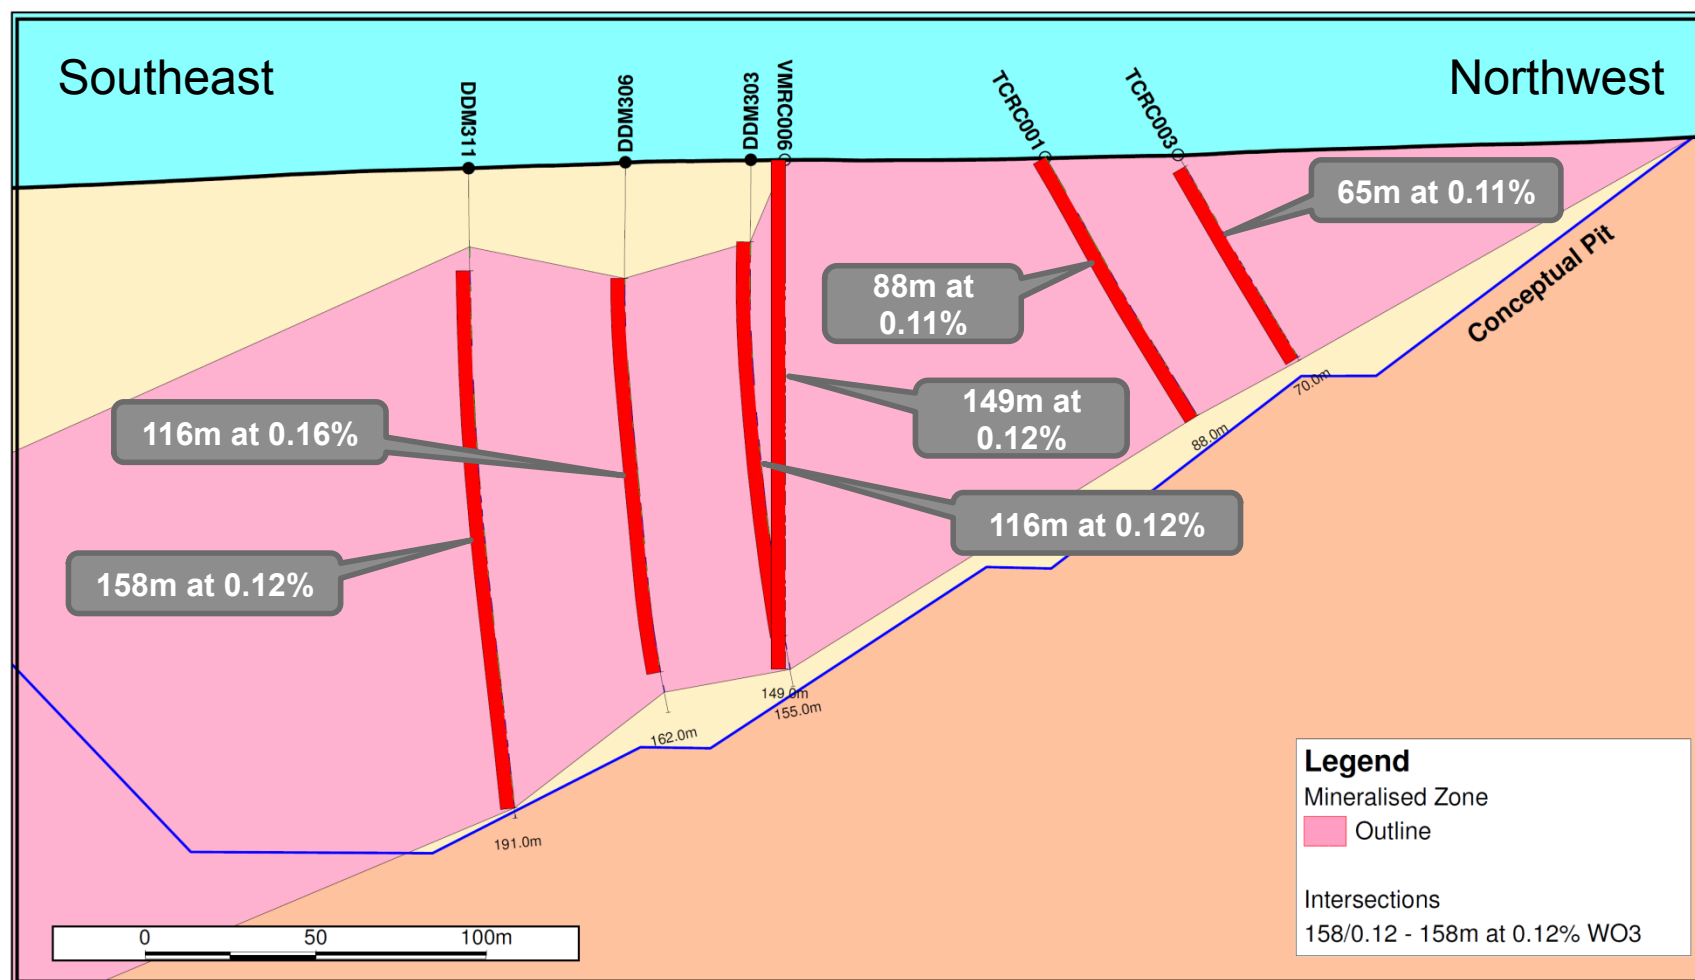 Southeast
Northwest
DDM311
DDM306
DDM303
VMRC006
TCRC001
TCRC003
65m at 0.11%
88m at
0.11%
Conceptual Pit
149m at
0.12%
116m at 0.16%
116m at 0.12%
158m at 0.12%
70.0m
88.0m
149.0m
155.0m
162.0m
191.0m
0 50 100m
Legend
Mineralised Zone
Outline
Intersections
158/0.12 - 158m at 0.12% WO3